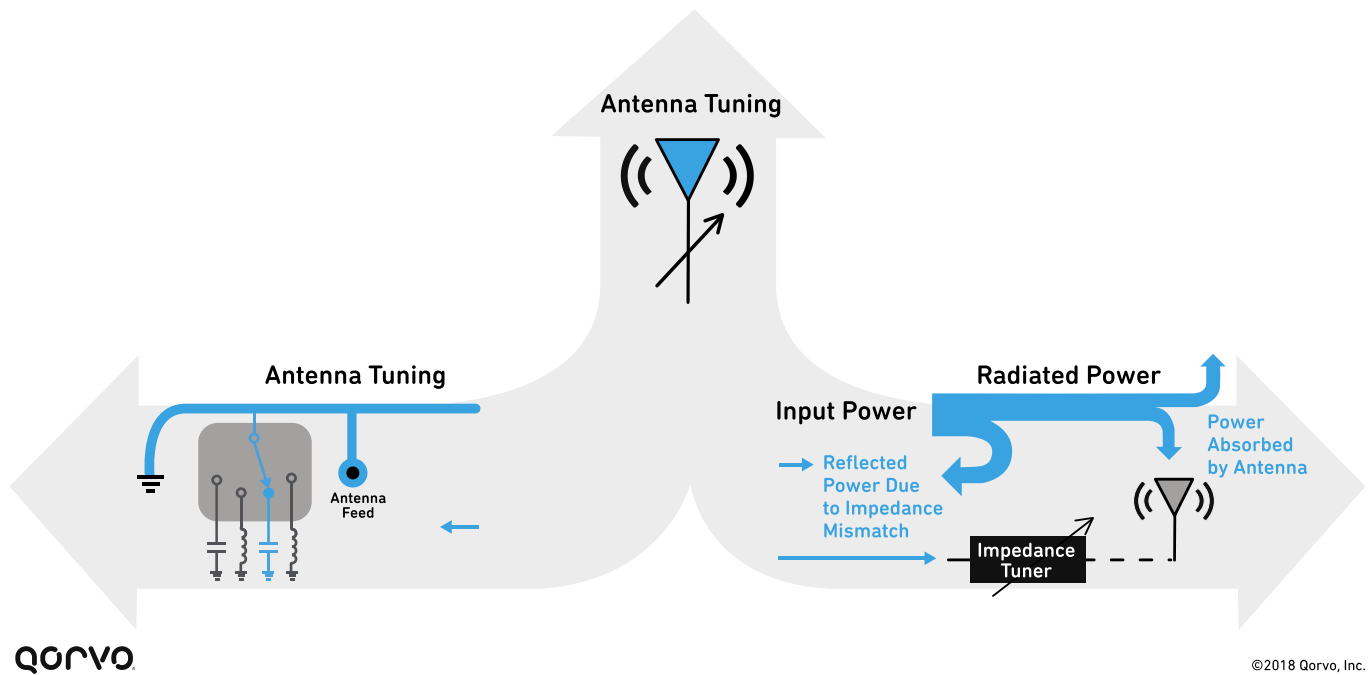 Antenna Tuning
Antenna Tuning
Antenna
Feed
Radiated Power
Input Power
Power
Absorbed
by Antenna
Reflected
Power Due
to Impedance
Mismatch
Impedance
Tuner
QORVO
©2018 Qorvo, Inc.